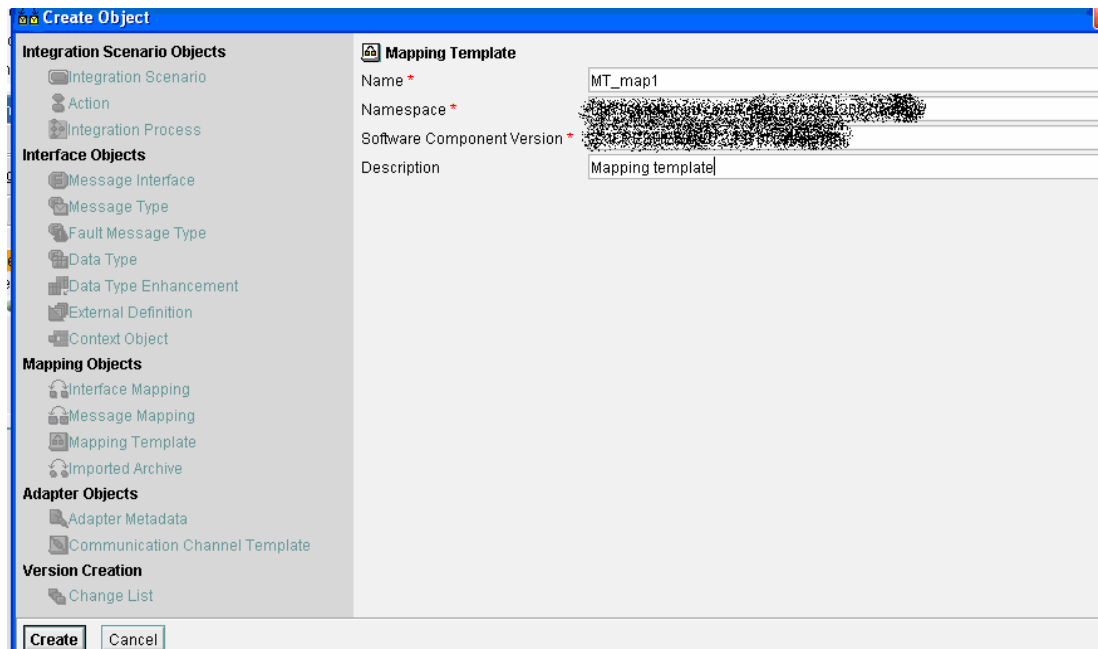 Create Object
Integration Scenario Objects
Integration Scenario
Action
Integration Process
Interface Objects
Message Interface
Message Type
Fault Message Type
Data Type
Data Type Enhancement
External Definition
Context Object
Mapping Objects
Interface Mapping
Message Mapping
Mapping Template
Imported Archive
Adapter Objects
Adapter Metadata
Communication Channel Template
Version Creation
Change List
Mapping Template
Name * MT_map1
Namespace *
Software Component Version *
Description Mapping template
Create Cancel